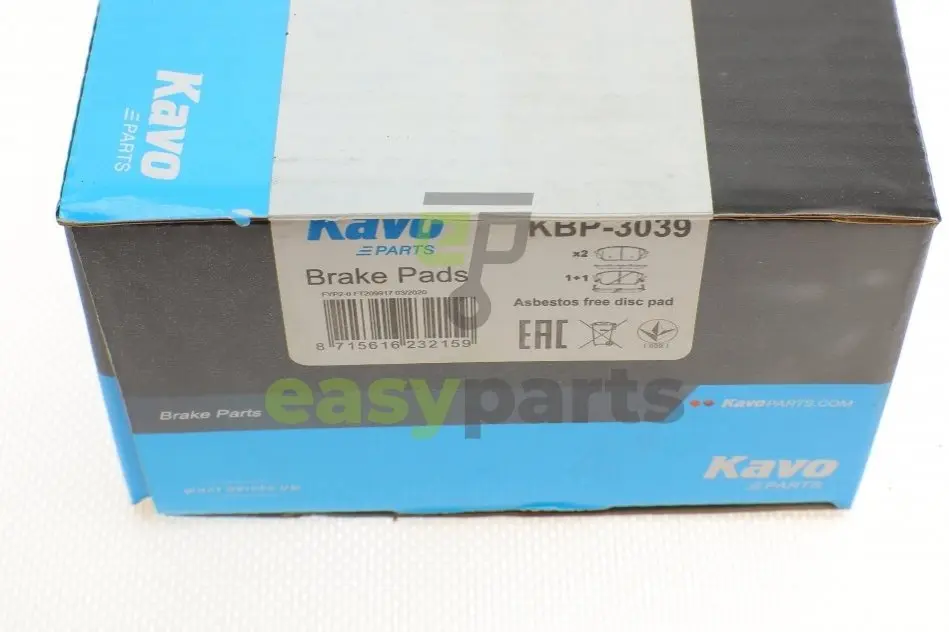 Kavo
PARTS
Kavo
PARTS
KBP-3039
Brake Pads
x2
1+1
Asbestos free disc pad
8 715616 232159
EAC
easyparts
Brake Parts
KavoPARTS.COM
Kavo
PARTS